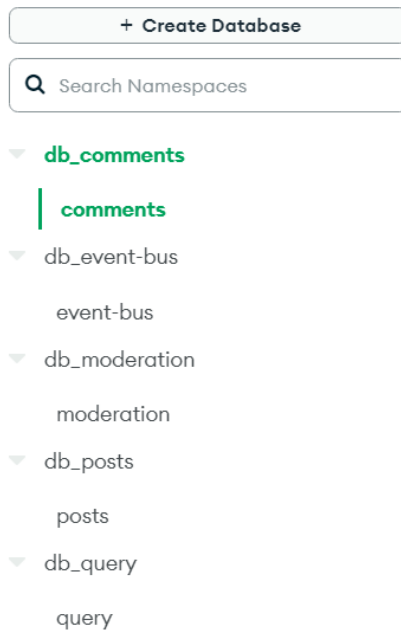 + Create Database
Search Namespaces
db_comments
comments
db_event-bus
event-bus
db_moderation
moderation
db_posts
posts
db_query
query